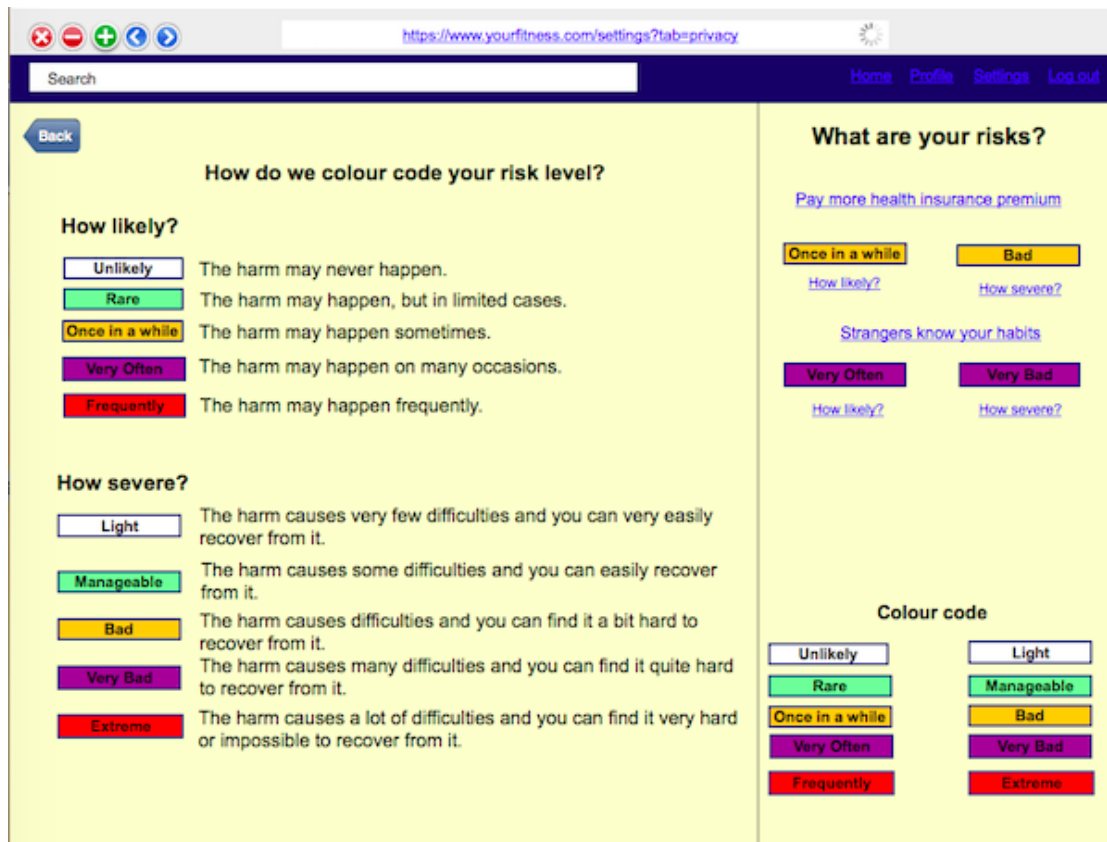 https://www.yourfitness.com/settings?tab=privacy
Search
Home Profile Settings Log out
Back
How do we colour code your risk level?
How likely?
Unlikely The harm may never happen.
Rare The harm may happen, but in limited cases.
Once in a while The harm may happen sometimes.
Very Often The harm may happen on many occasions.
Frequently The harm may happen frequently.
How severe?
Light The harm causes very few difficulties and you can very easily
recover from it.
Manageable The harm causes some difficulties and you can easily recover
from it.
Bad The harm causes difficulties and you can find it a bit hard to
recover from it.
Very Bad The harm causes many difficulties and you can find it quite hard
to recover from it.
Extreme The harm causes a lot of difficulties and you can find it very hard
or impossible to recover from it.
What are your risks?
Pay more health insurance premium
Once in a while Bad
How likely? How severe?
Strangers know your habits
Very Often Very Bad
How likely? How severe?
Colour code
Unlikely Light
Rare Manageable
Once in a while Bad
Very Often Very Bad
Frequently Extreme